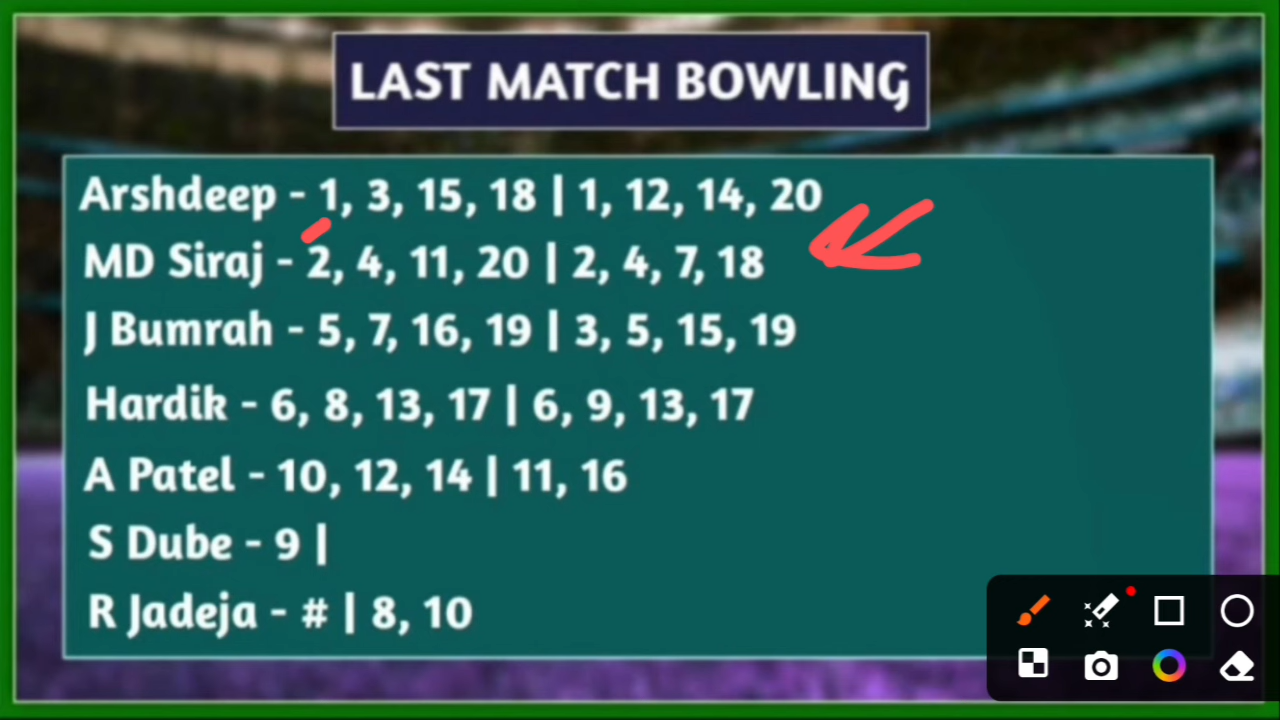 LAST MATCH BOWLING
Arshdeep - 1, 3, 15, 18 | 1, 12, 14, 20
MD Siraj - 2, 4, 11, 20 | 2, 4, 7, 18
J Bumrah - 5, 7, 16, 19 | 3, 5, 15, 19
Hardik - 6, 8, 13, 17 | 6, 9, 13, 17
A Patel - 10, 12, 14 | 11, 16
S Dube - 9 |
R Jadeja - # | 8, 10